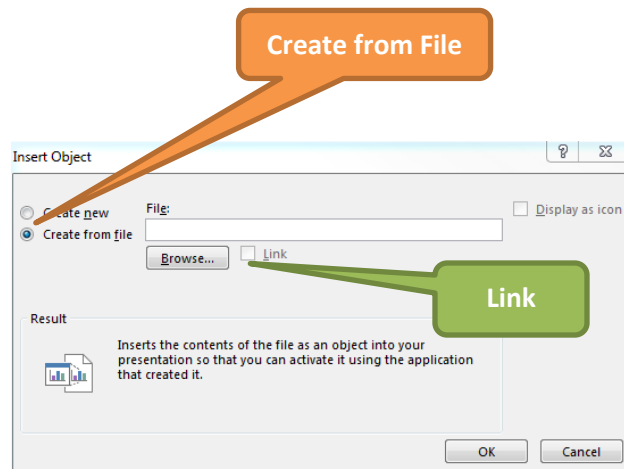 Create from File
Insert Object
Create new
File:
Display as icon
Create from file
Browse...
Link
Link
Result
Inserts the contents of the file as an object into your
presentation so that you can activate it using the application
that created it.
OK
Cancel